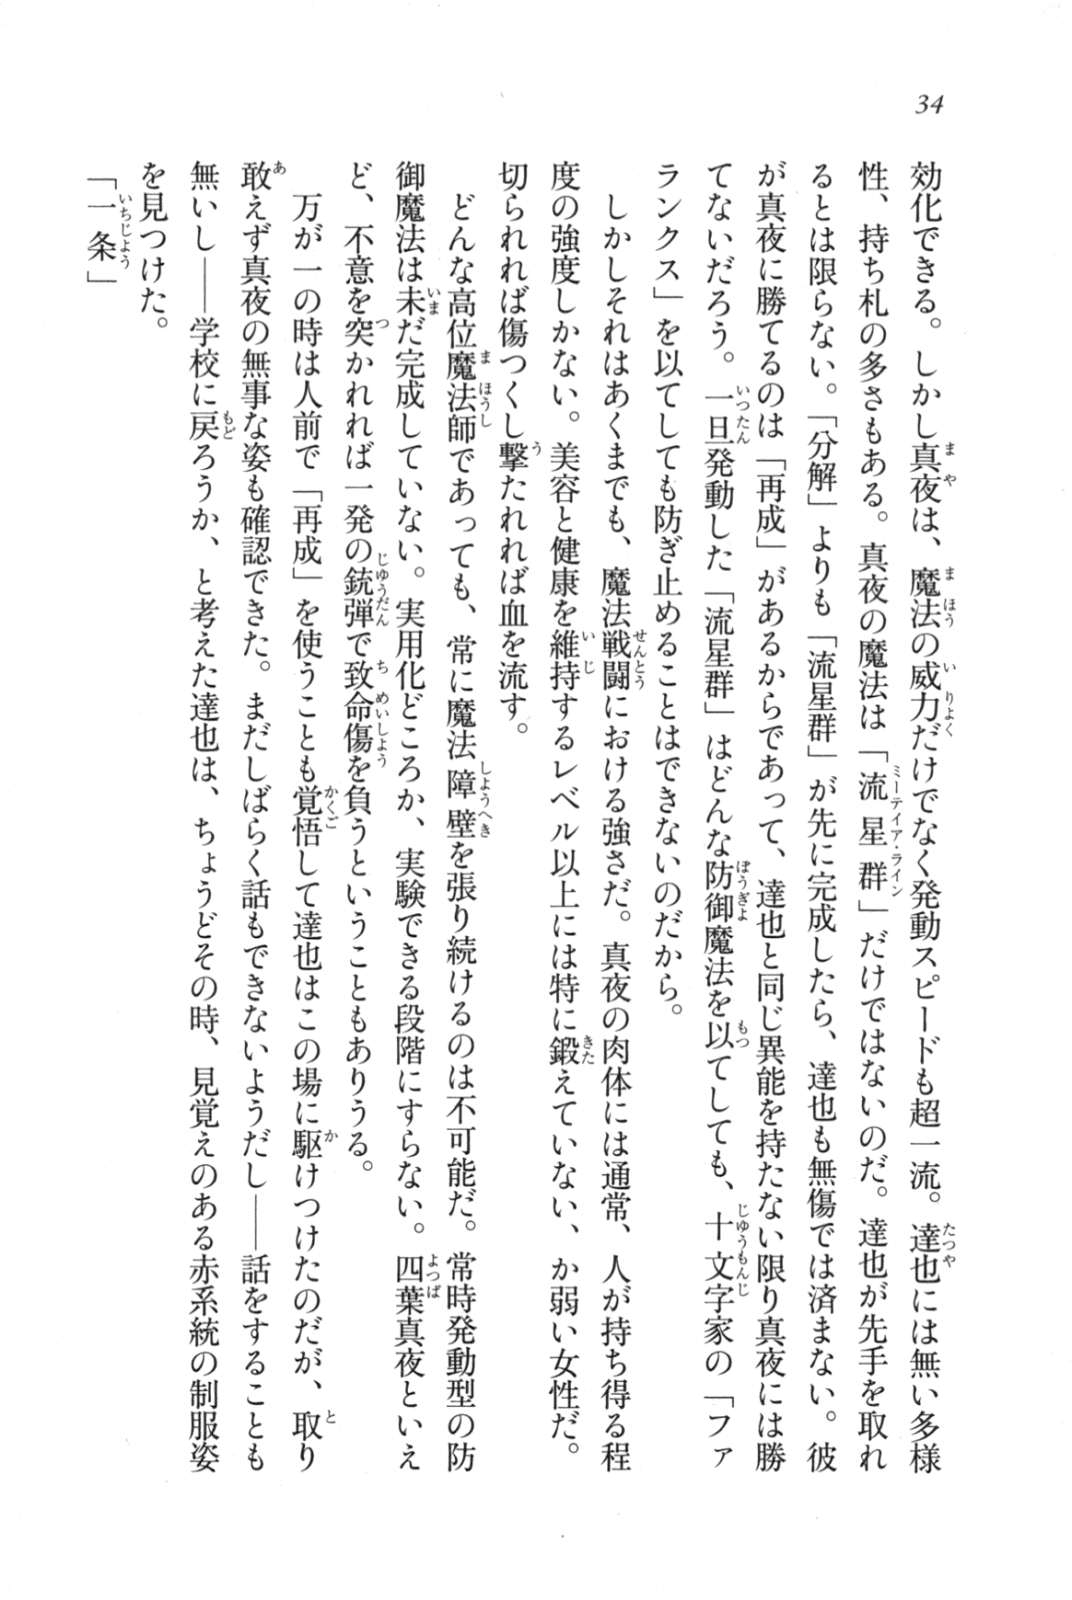 34
効化できる。しかし真夜は、魔法の威力だけでなく発動スピードも超一流。達也には無い多様
性、持ち札の多さもある。真夜の魔法は「流星群」だけではないのだ。達也が先手を取れ
るとは限らない。「分解」よりも「流星群」が先に完成したら、達也も無傷では済まない。彼
が真夜に勝てるのは「再成」があるからであって、達也と同じ異能を持たない限り真夜には勝
てないだろう。一旦発動した「流星群」はどんな防御魔法を以てしても、十文字家の「ファ
ランクス」を以てしても防ぎ止めることはできないのだから。
しかしそれはあくまでも、魔法戦闘における強さだ。真夜の肉体には通常、人が持ち得る程
度の強度しかない。美容と健康を維持するレベル以上には特に鍛えていない、か弱い女性だ。
切られれば傷つくし撃たれれば血を流す。
どんな高位魔法師であっても、常に魔法障壁を張り続けるのは不可能だ。常時発動型の防
御魔法は未だ完成していない。実用化どころか、実験できる段階にすらない。四葉真夜といえ
ど、不意を突かれれば一発の銃弾で致命傷を負うということもありうる。
万が一の時は人前で「再成」を使うことも覚悟して達也はこの場に駆けつけたのだが、取り
敢えず真夜の無事な姿も確認できた。まだしばらく話もできないようだし――話をすることも
無いし――学校に戻ろうか、と考えた達也は、ちょうどその時、見覚えのある赤系統の制服姿
を見つけた。
「一条」